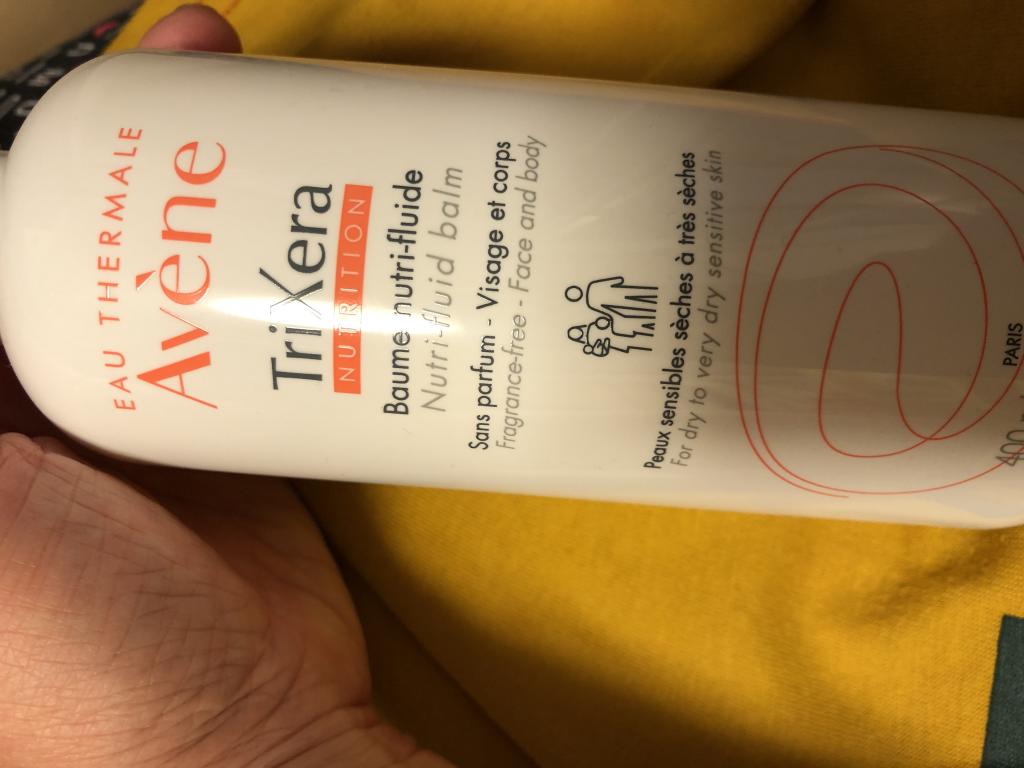 EAU THERMALE
Avène
TriXera
NUTRITION
Baume nutri-fluide
Nutri-fluid balm
Sans parfum - Visage et corps
Fragrance-free - Face and body
Peaux sensibles sèches à très sèches
For dry to very dry sensitive skin
PARIS
400